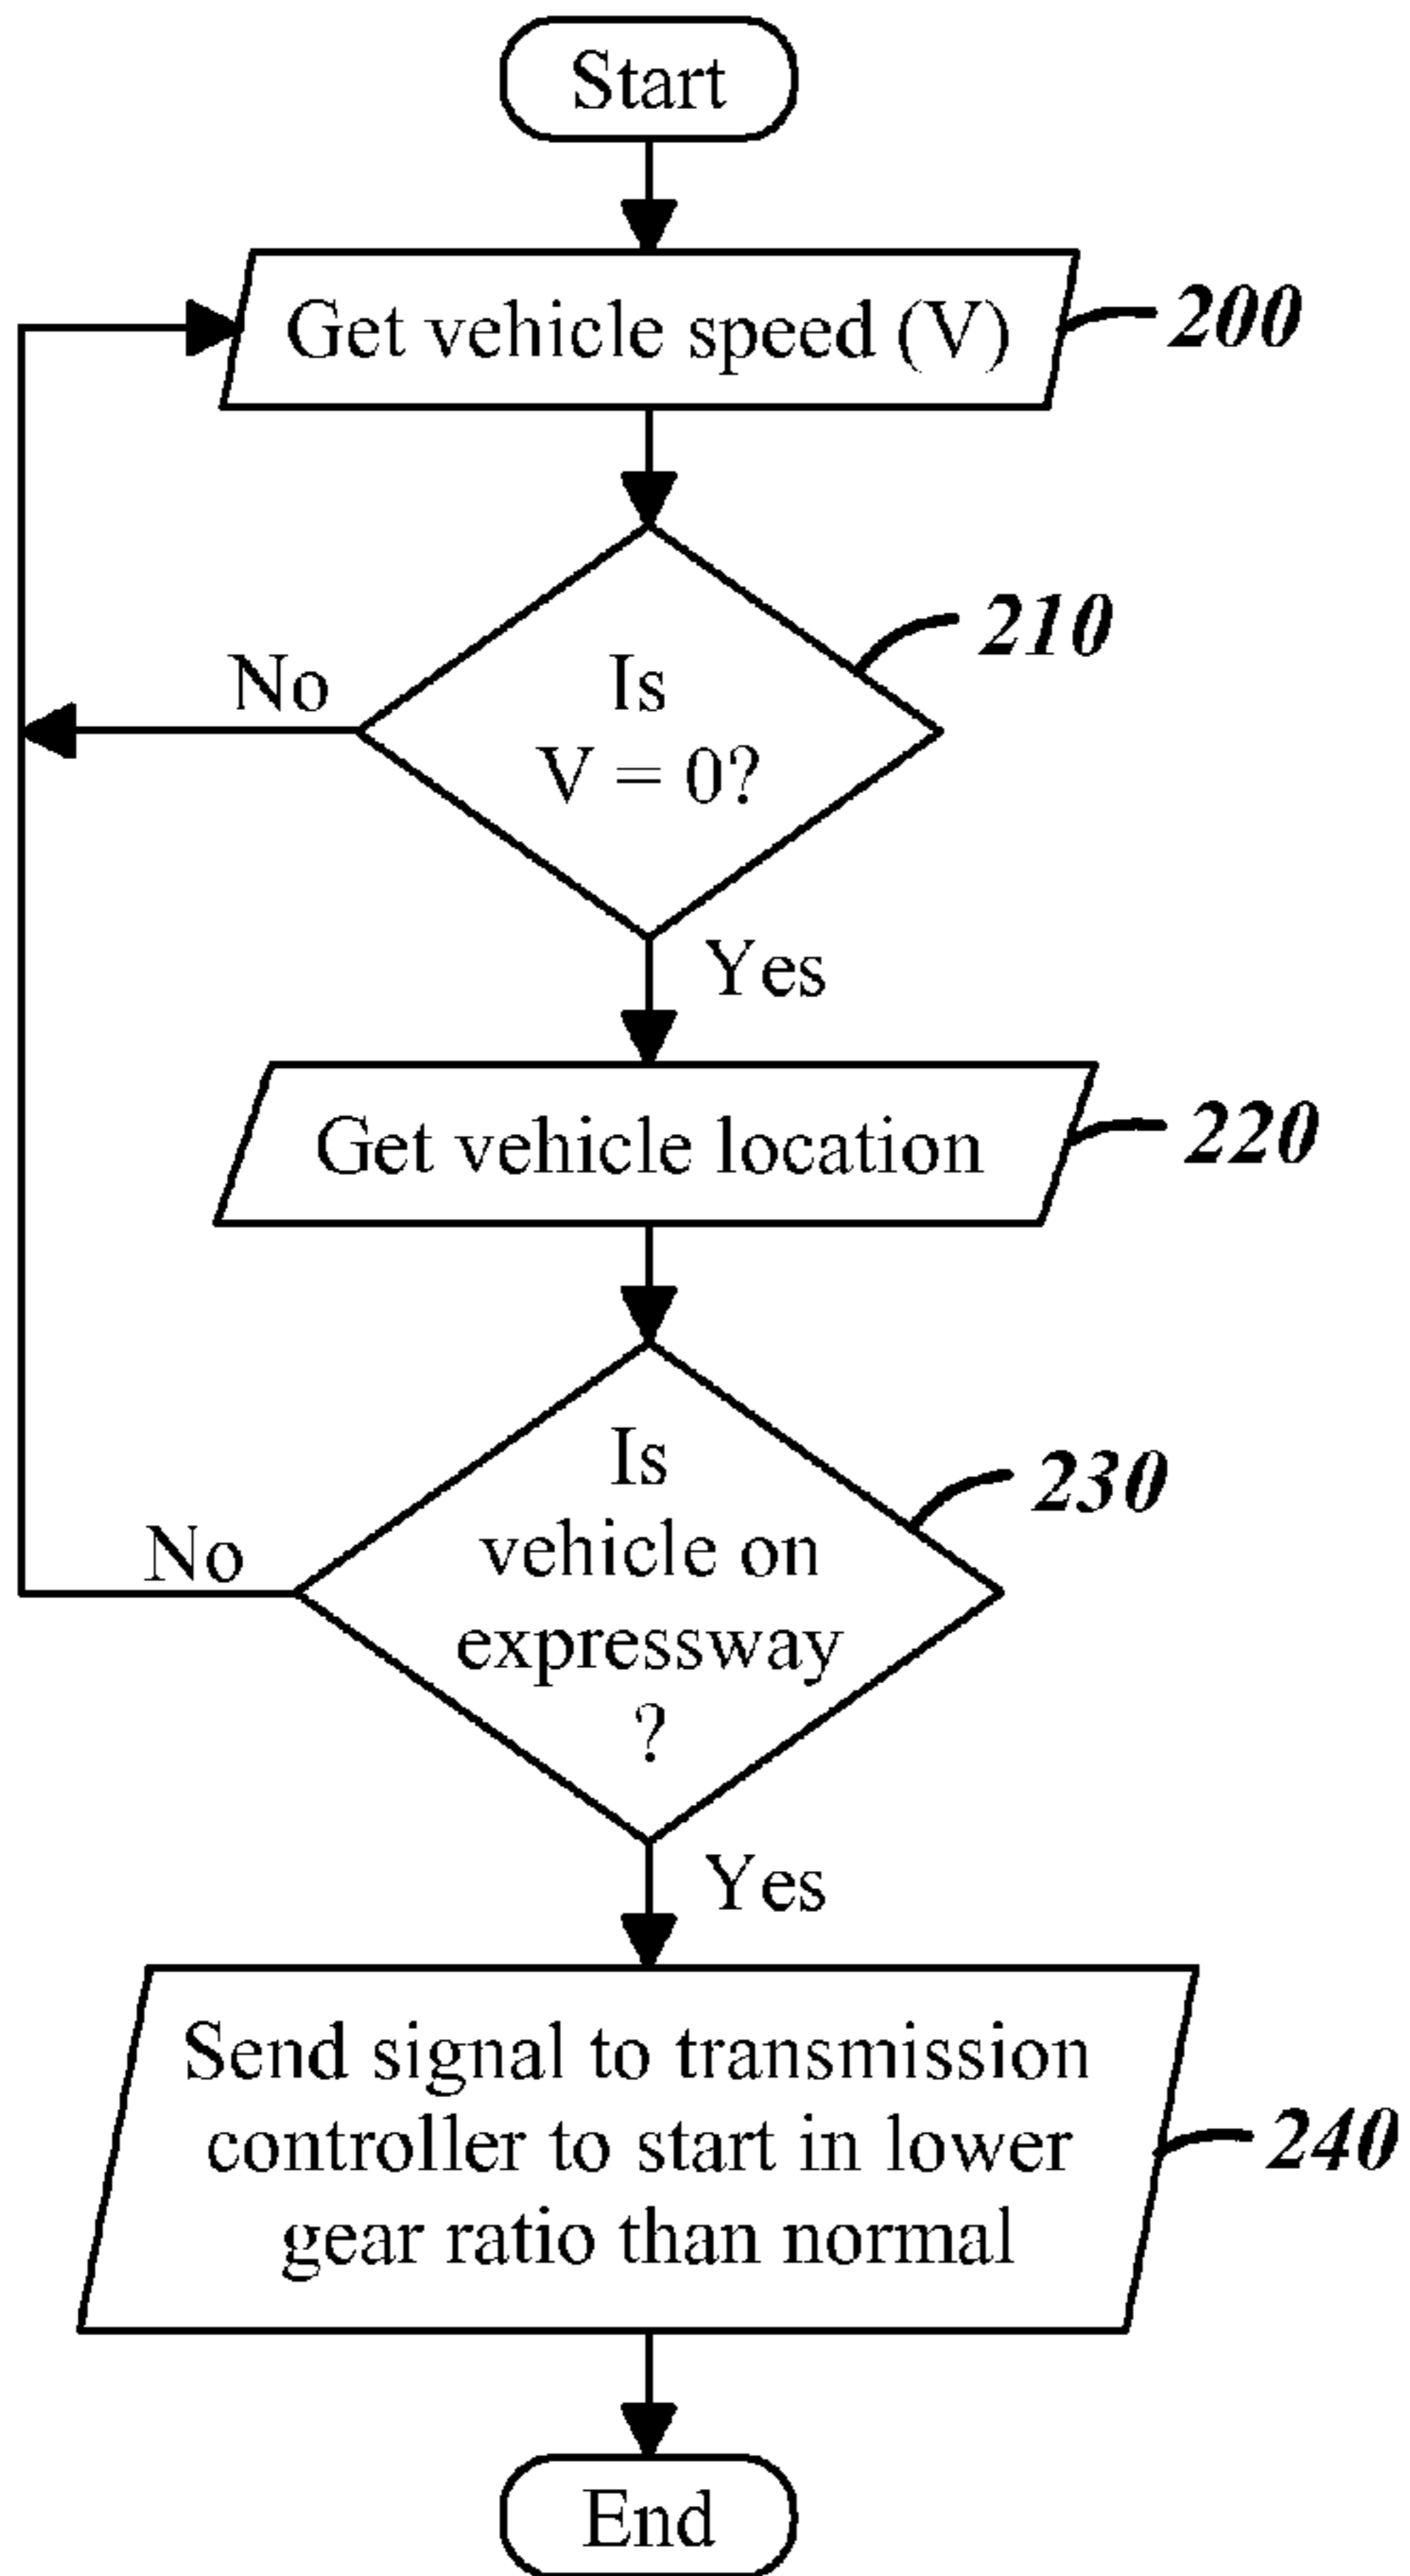 Start
Get vehicle speed (V)
200
210
Is
No
V = 0?
Yes
Get vehicle location
220
Is
230
No
vehicle on
expressway
?
Yes
Send signal to transmission
controller to start in lower
gear ratio than normal
240
End